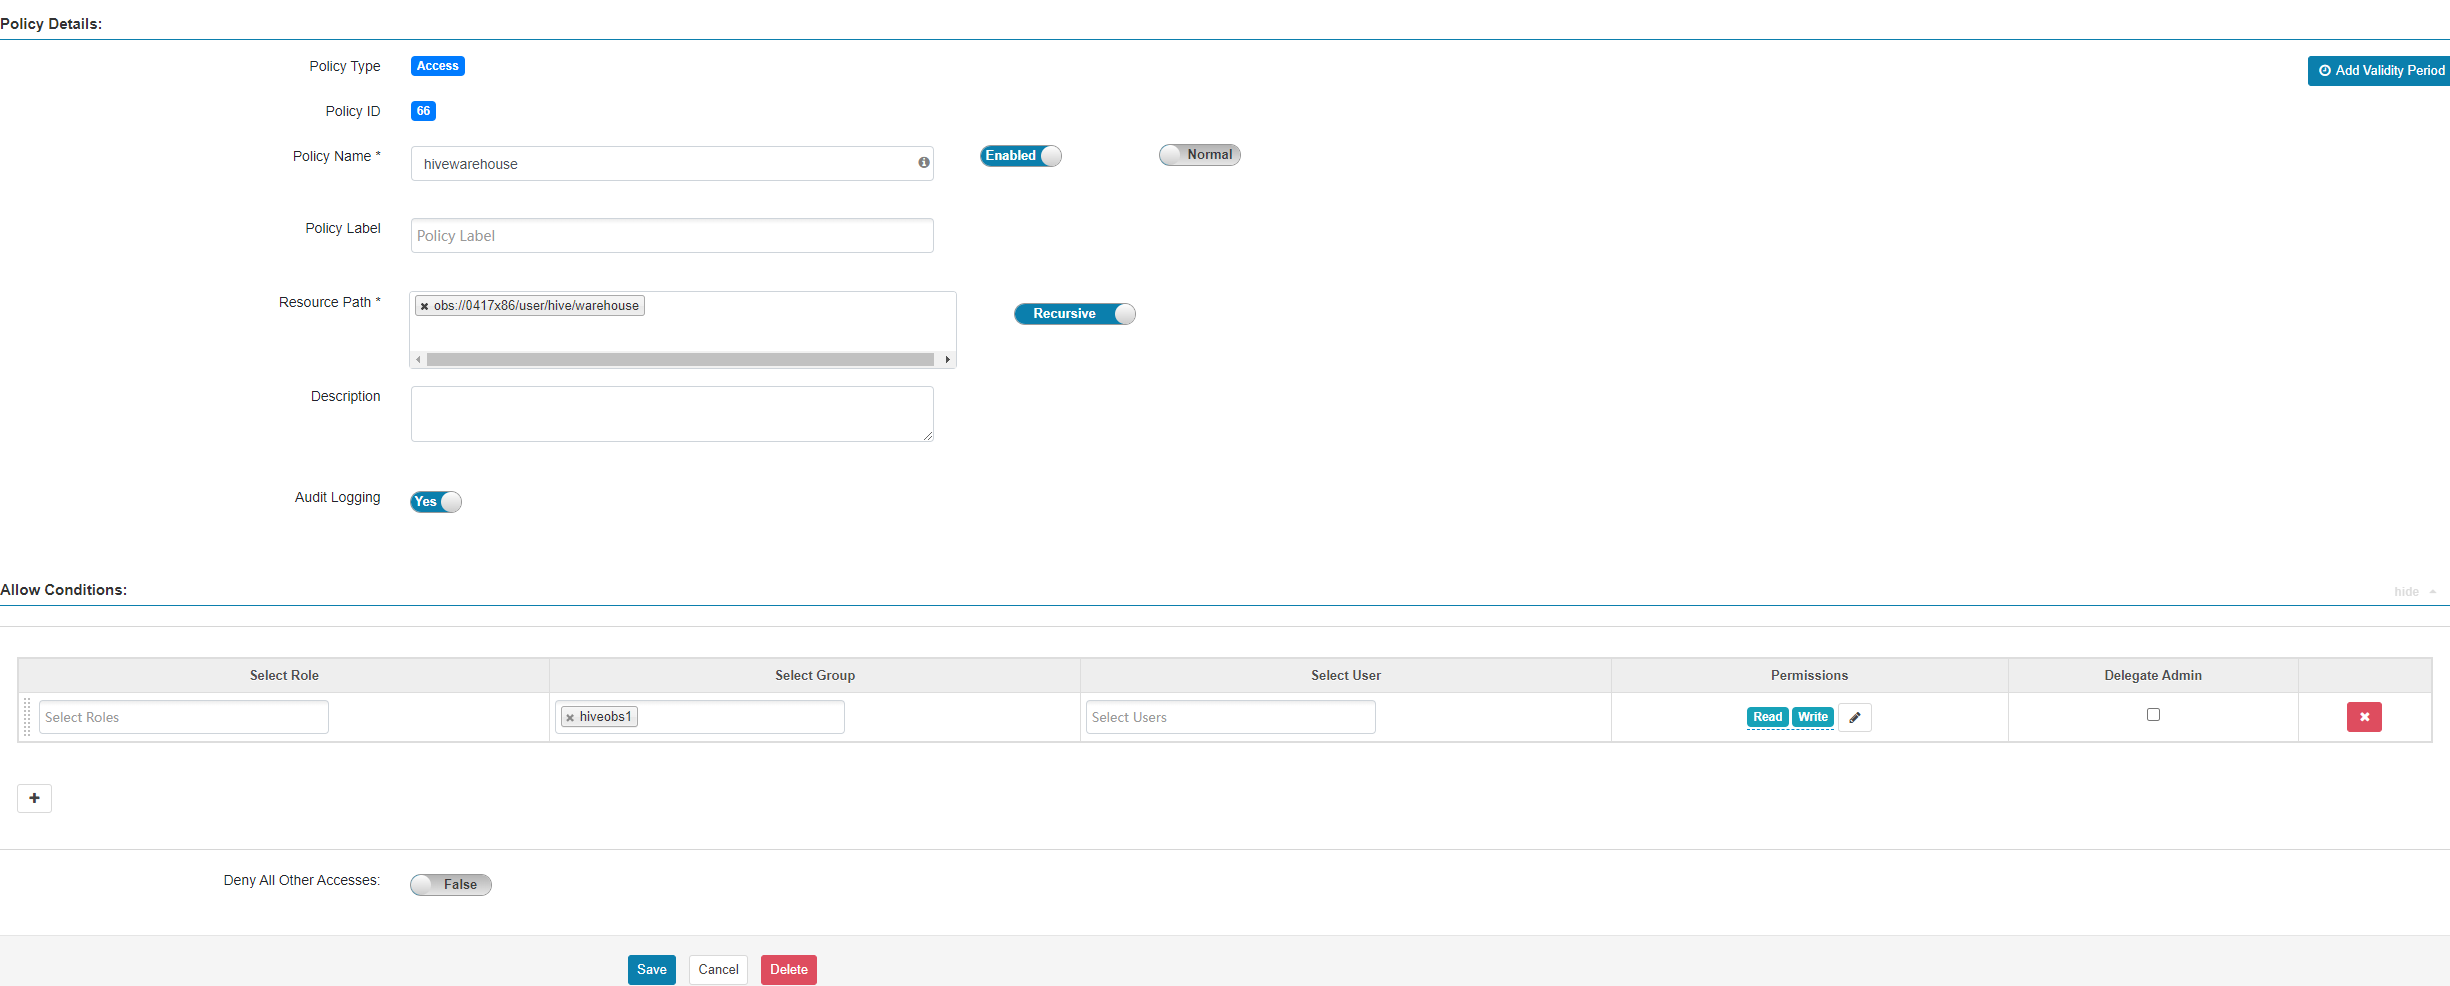 Policy Details:
Policy Type Access
Add Validity Period
Policy ID 66
Policy Name * hivewarehouse Enabled Normal
Policy Label Policy Label
Resource Path * obs://0417x86/user/hive/warehouse Recursive
Description
Audit Logging Yes
Allow Conditions: hide
Select Role Select Group Select User Permissions Delegate Admin
Select Roles hiveobs1 Select Users Read Write
Deny All Other Accesses: False
Save Cancel Delete